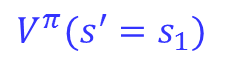 V^π(s′ = s₁)